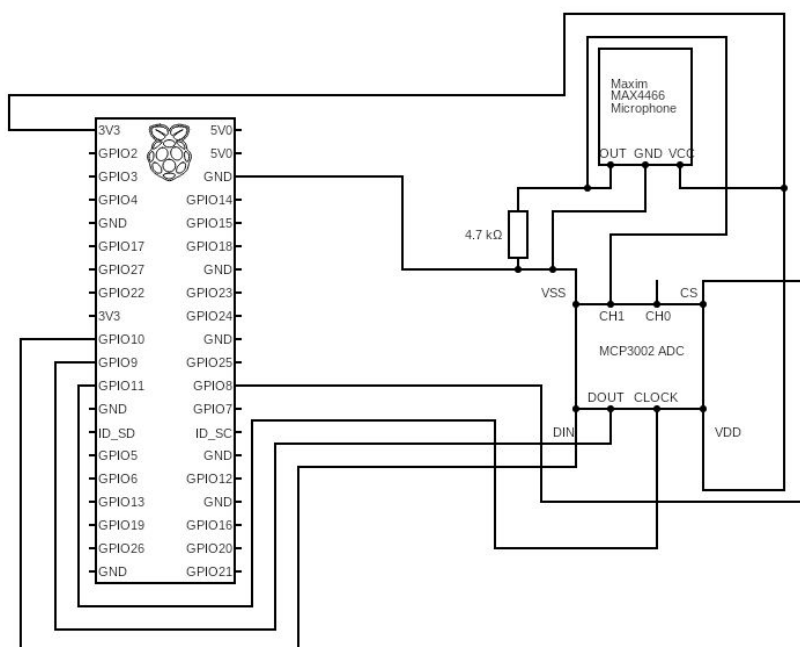 Maxim
MAX4466
Microphone
OUT GND VCC
3V3 5V0
GPIO2 5V0
GPIO3 GND
GPIO4 GPIO14
GND GPIO15
GPIO17 GPIO18
GPIO27 GND
GPIO22 GPIO23
3V3 GPIO24
GPIO10 GND
GPIO9 GPIO25
GPIO11 GPIO8
GND GPIO7
ID_SD ID_SC
GPIO5 GND
GPIO6 GPIO12
GPIO13 GND
GPIO19 GPIO16
GPIO26 GPIO20
GND GPIO21
4.7 kΩ
VSS CS
CH1 CH0
MCP3002 ADC
DOUT CLOCK
DIN VDD